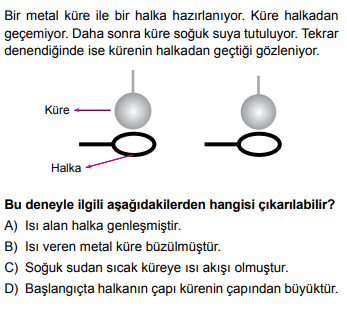 Bir metal küre ile bir halka hazırlanıyor. Küre halkadan
geçemiyor. Daha sonra küre soğuk suya tutuluyor. Tekrar
denendiğinde ise kürenin halkadan geçtiği gözleniyor.
Küre
Halka
Bu deneyle ilgili aşağıdakilerden hangisi çıkarılabilir?
A) Isı alan halka genleşmiştir.
B) Isı veren metal küre büzülmüştür.
C) Soğuk sudan sıcak küreye ısı akışı olmuştur.
D) Başlangıçta halkanın çapı kürenin çapından büyüktür.